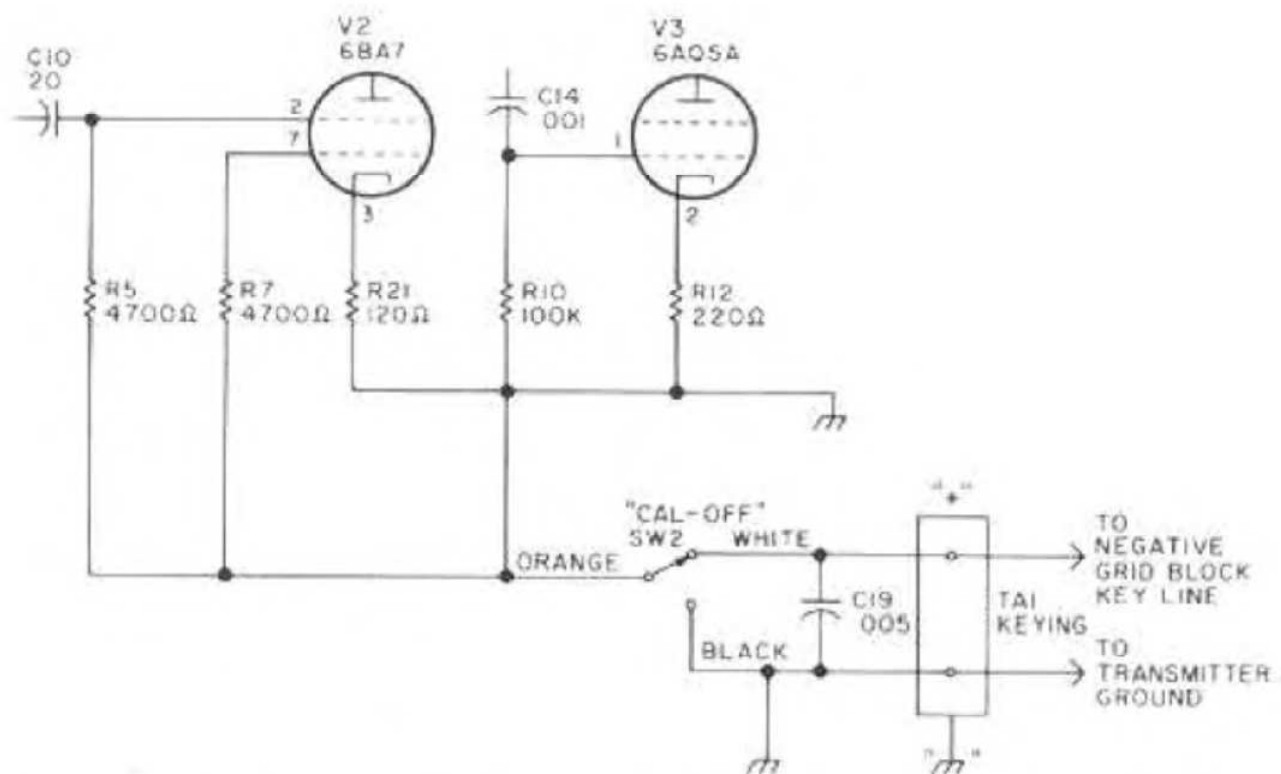 C10
20
V2
6BA7
2
7
3
C14
.001
V3
6AQ5A
1
2
R5
4700Ω
R7
4700Ω
R21
120Ω
R10
100K
R12
220Ω
"CAL-OFF"
SW2
WHITE
ORANGE
BLACK
C19
.005
"+"
TA1
KEYING
TO
NEGATIVE
GRID BLOCK
KEY LINE
TO
TRANSMITTER
GROUND